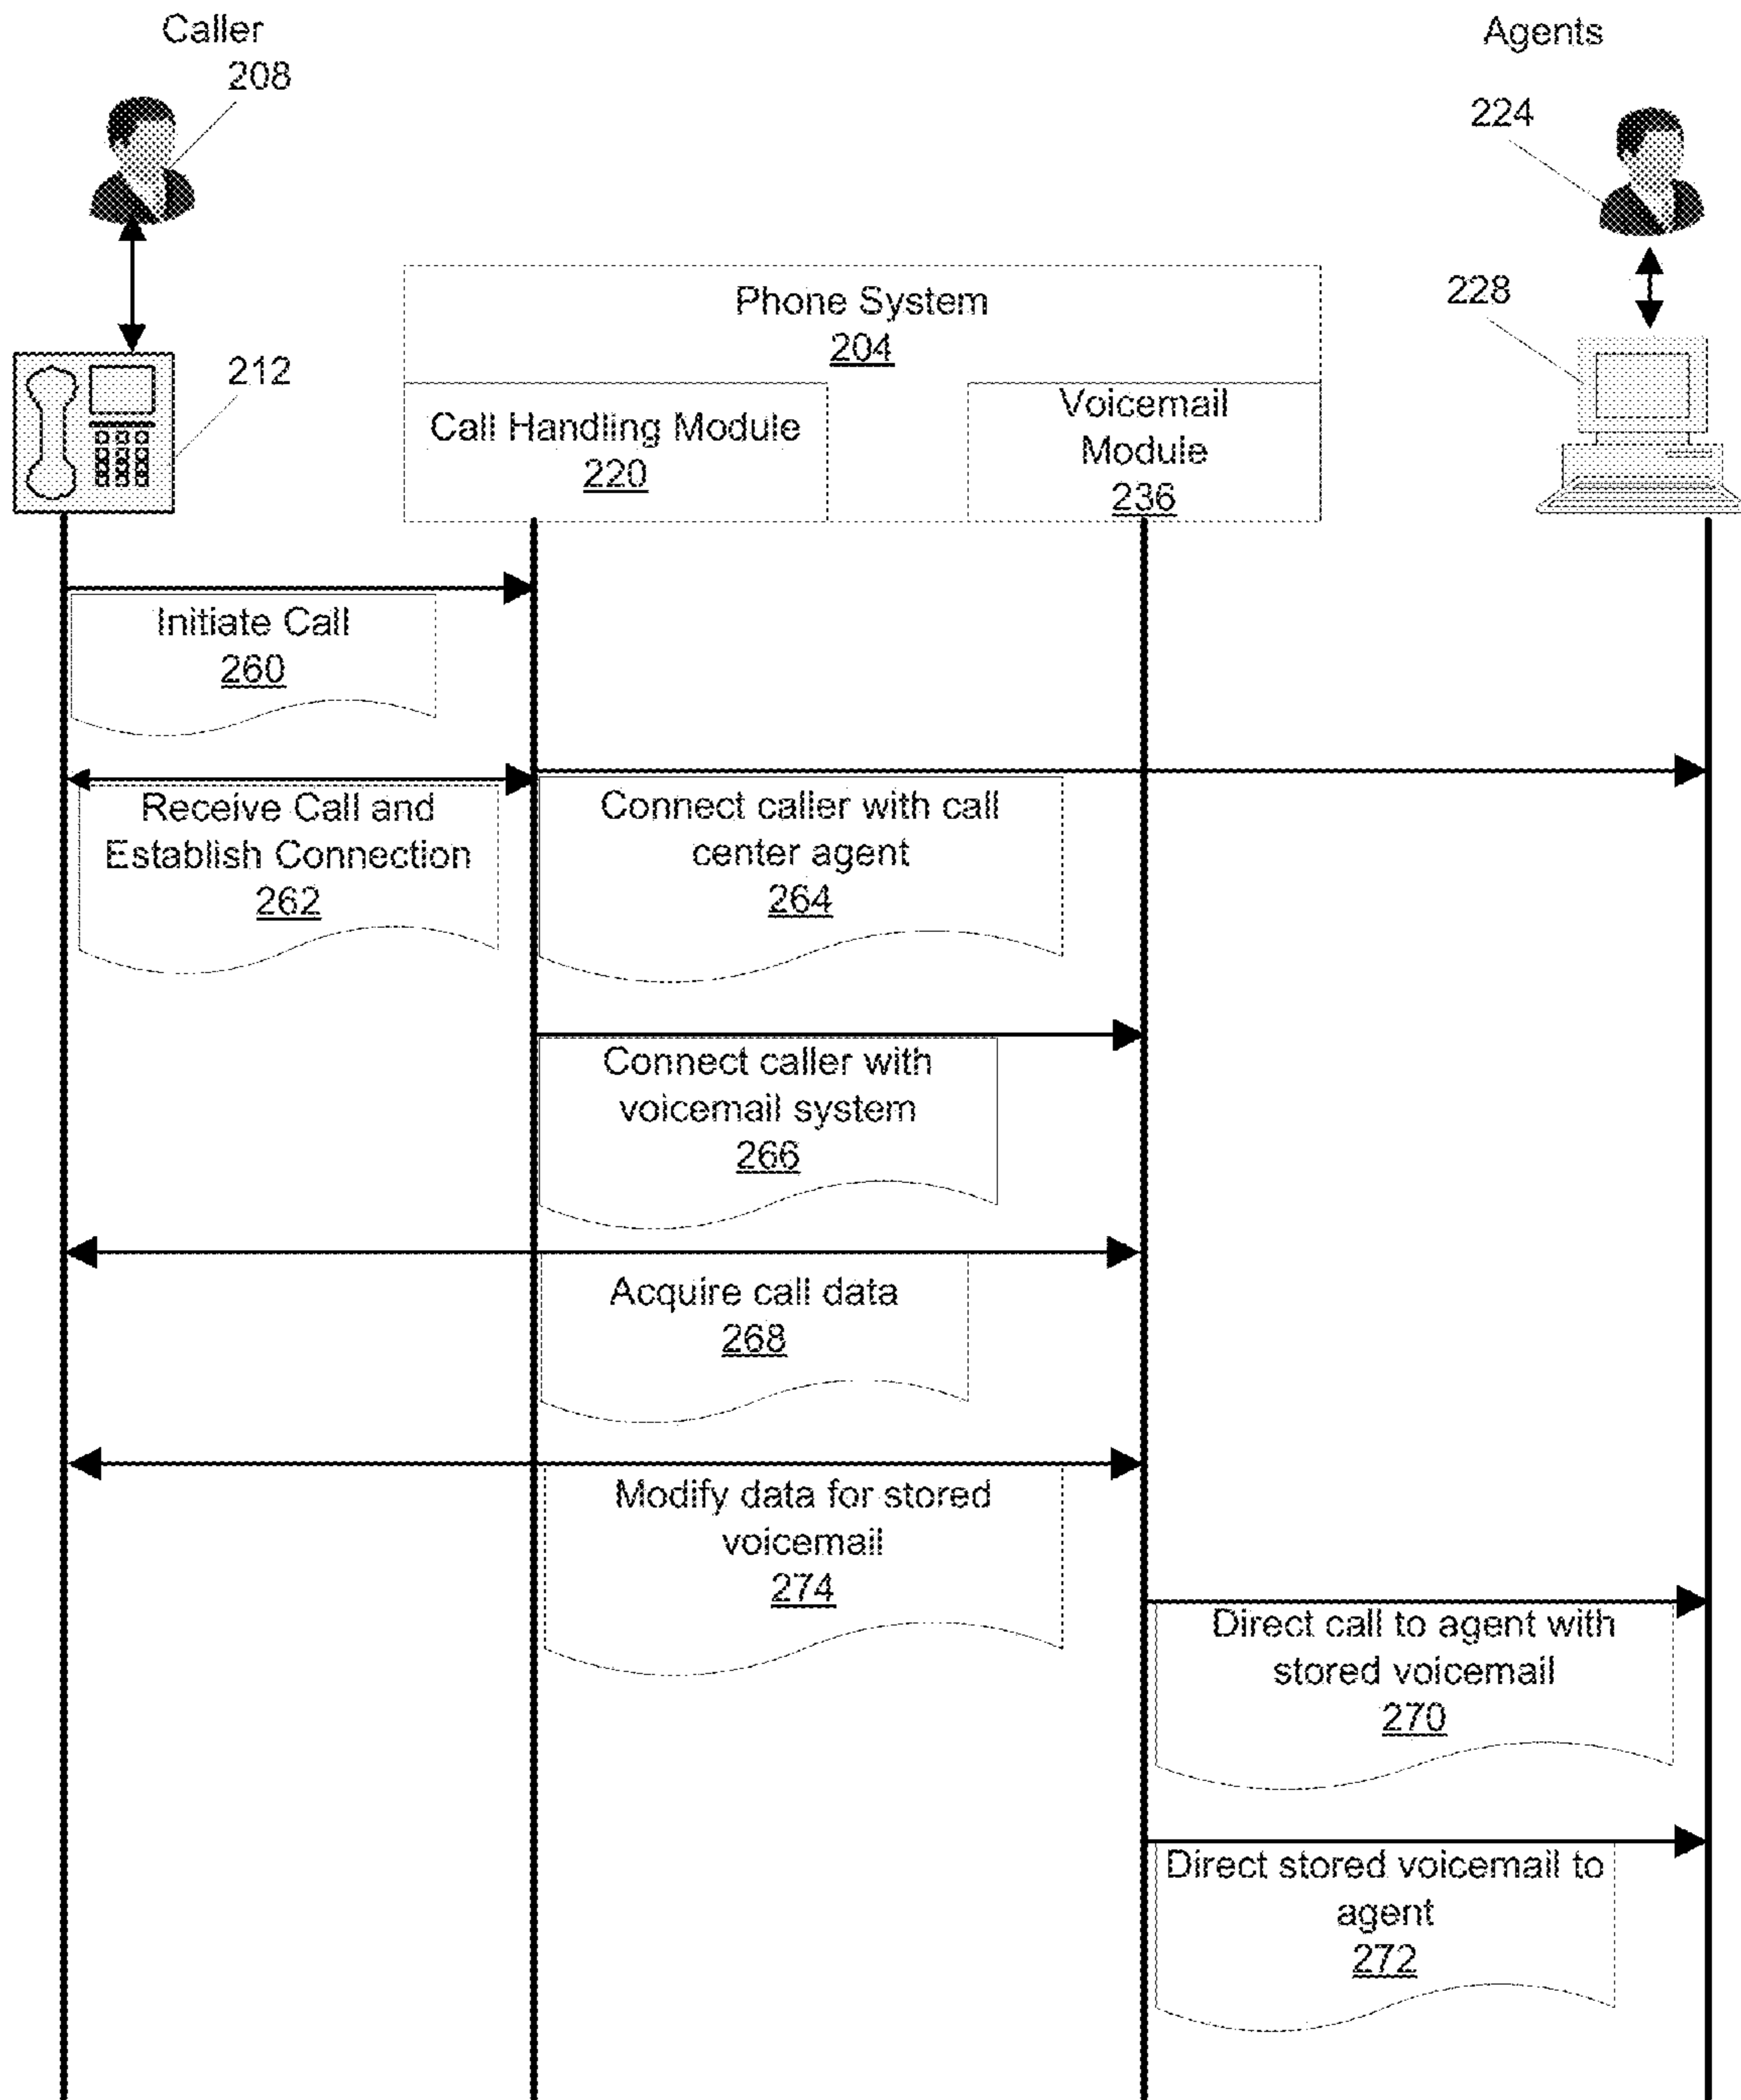 Caller
208
Agents
224
Phone System
204
228
212
Call Handling Module
220
Voicemail
Module
236
Initiate Call
260
Receive Call and
Establish Connection
262
Connect caller with call
center agent
264
Connect caller with
voicemail system
266
Acquire call data
268
Modify data for stored
voicemail
274
Direct call to agent with
stored voicemail
270
Direct stored voicemail to
agent
272